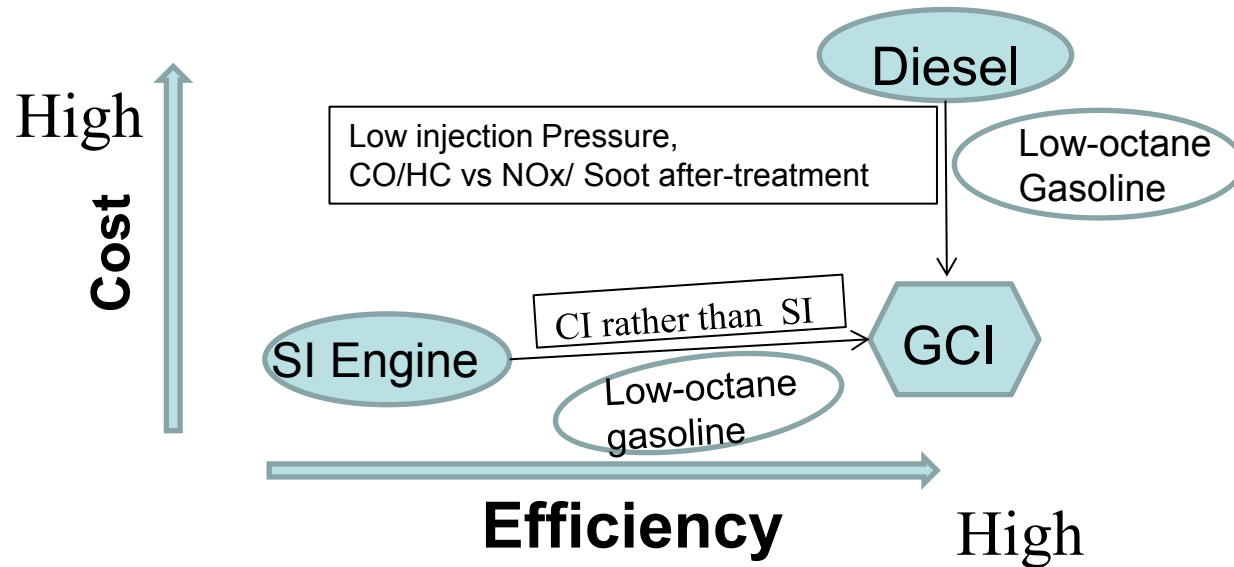 Diesel
High
Low injection Pressure,
CO/HC vs NOx/ Soot after-treatment
Low-octane
Gasoline
Cost
CI rather than SI
SI Engine
GCI
Low-octane
gasoline
Efficiency
High